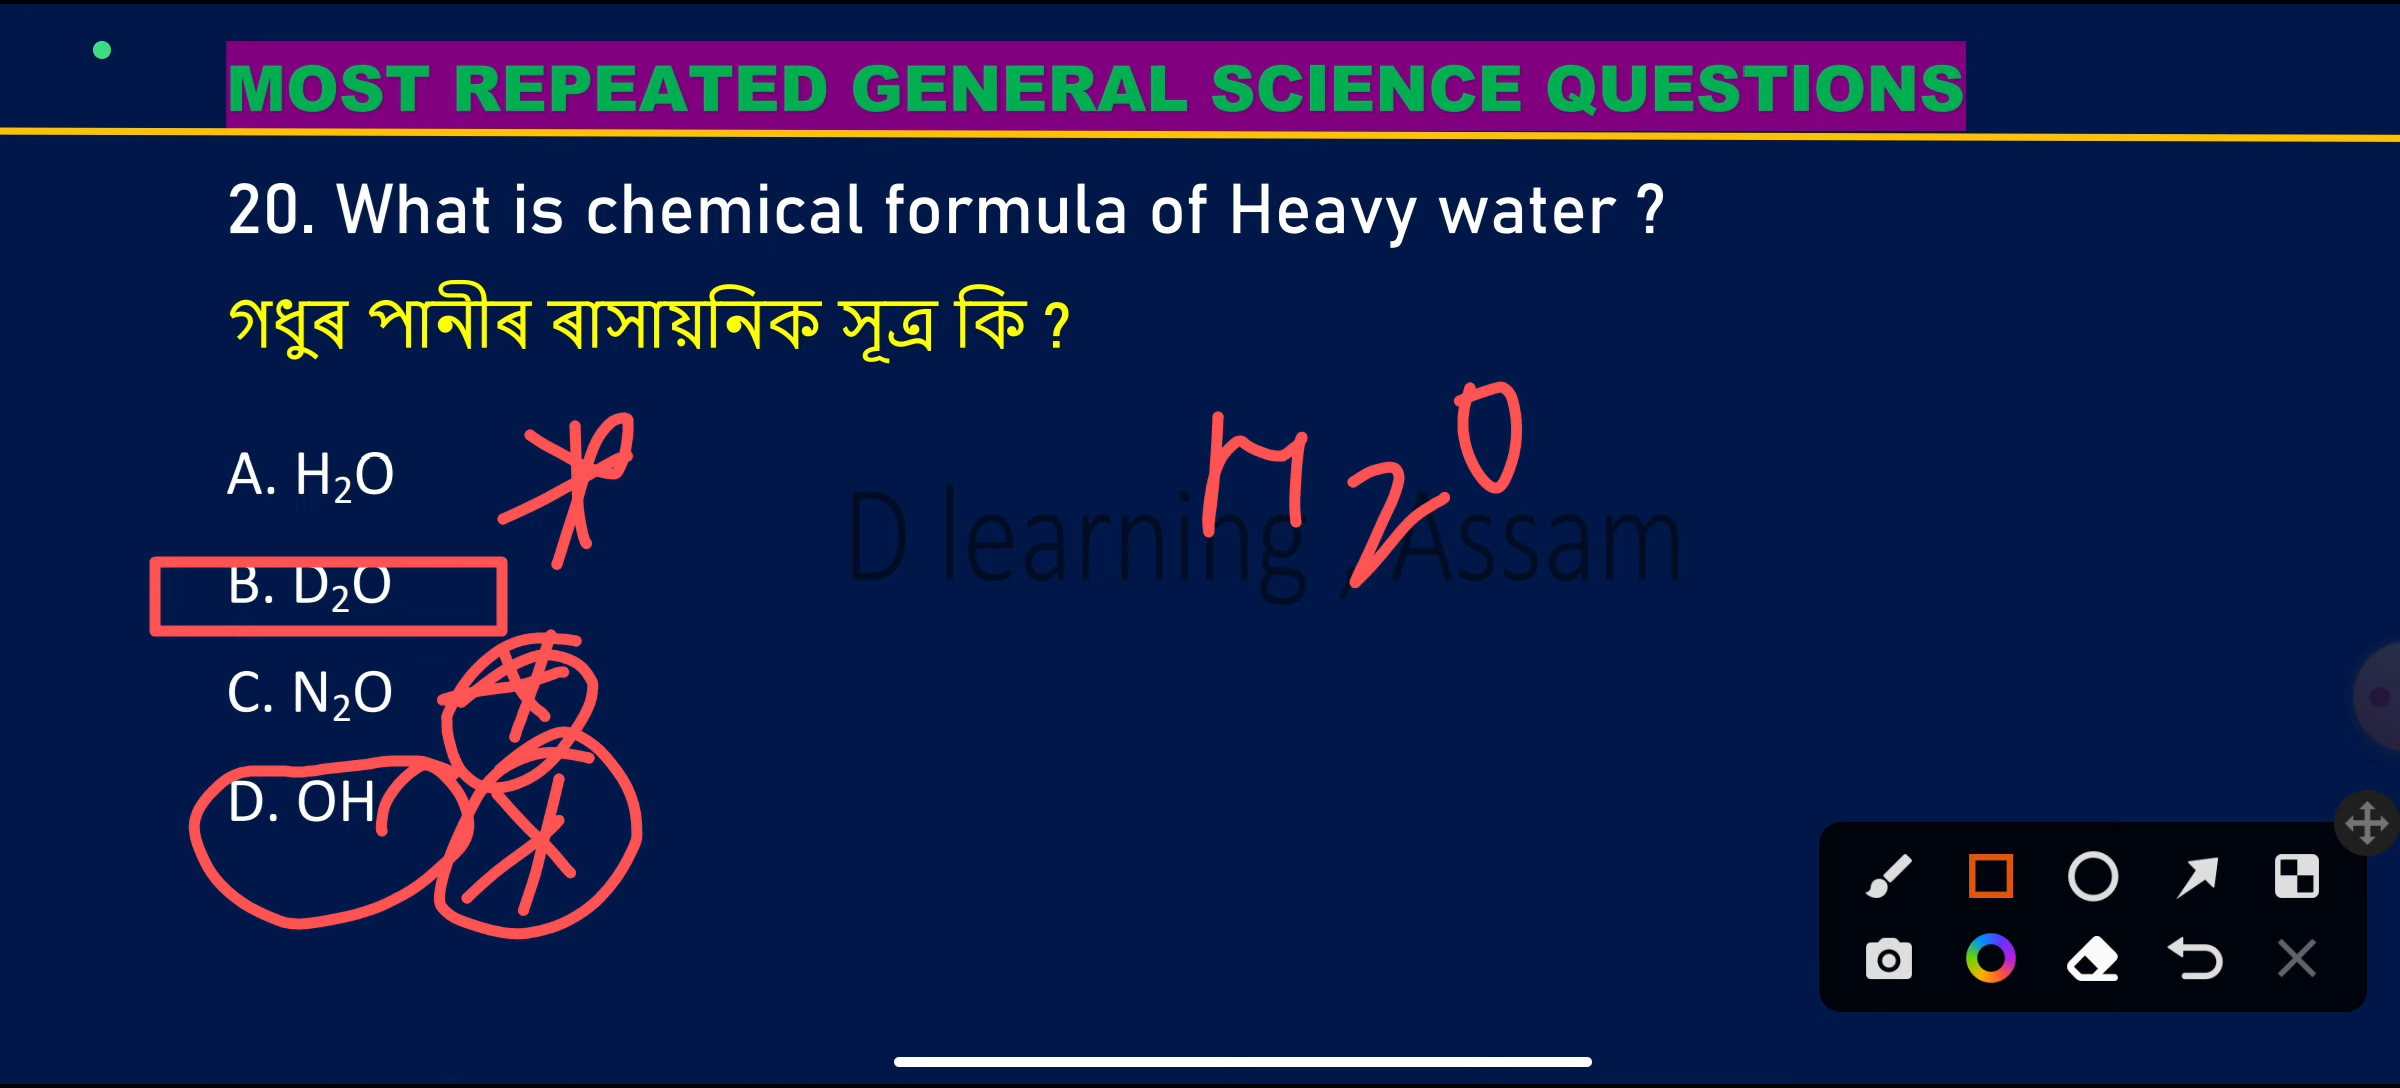 MOST REPEATED GENERAL SCIENCE QUESTIONS
20. What is chemical formula of Heavy water ?
গধুৰ পানীৰ ৰাসায়নিক সূত্ৰ কি ?
A. H₂O
H₂O
D learning , Assam
B. D₂O
C. N₂O
D. OH